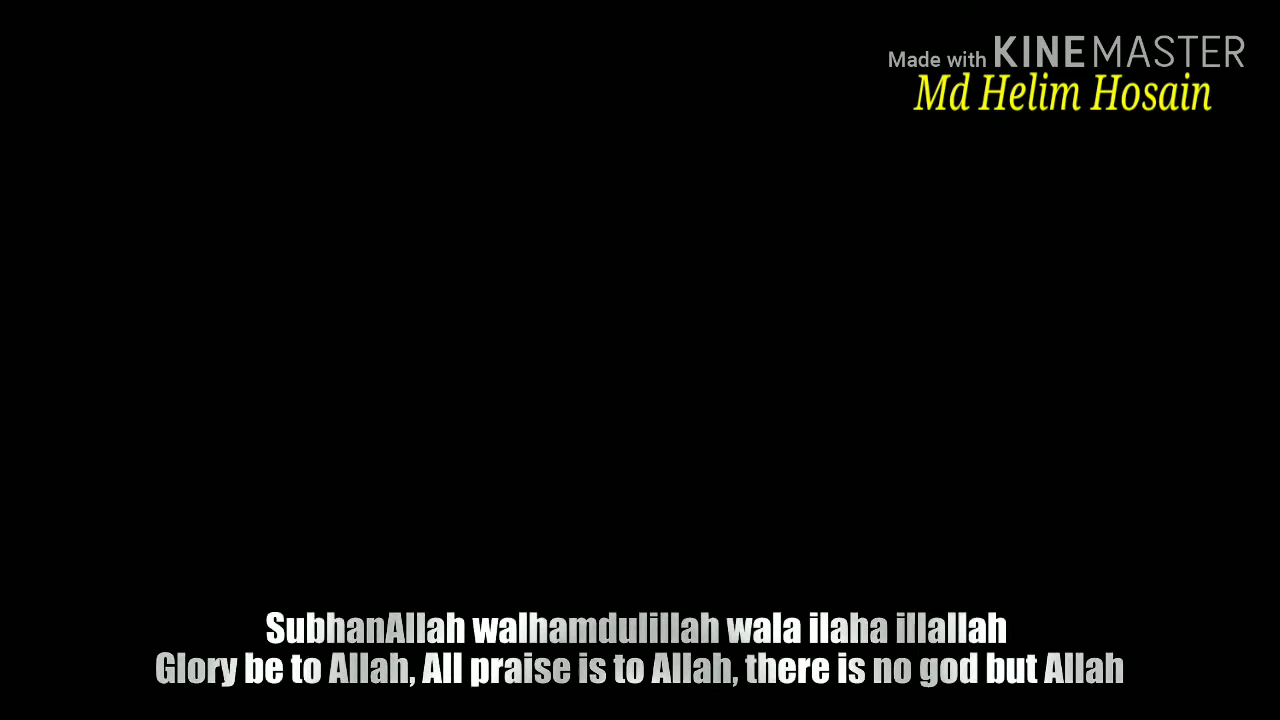 Made with KINEMASTER
Md Helim Hosain
SubhanAllah walhamdulillah wala ilaha illallah
Glory be to Allah, All praise is to Allah, there is no god but Allah